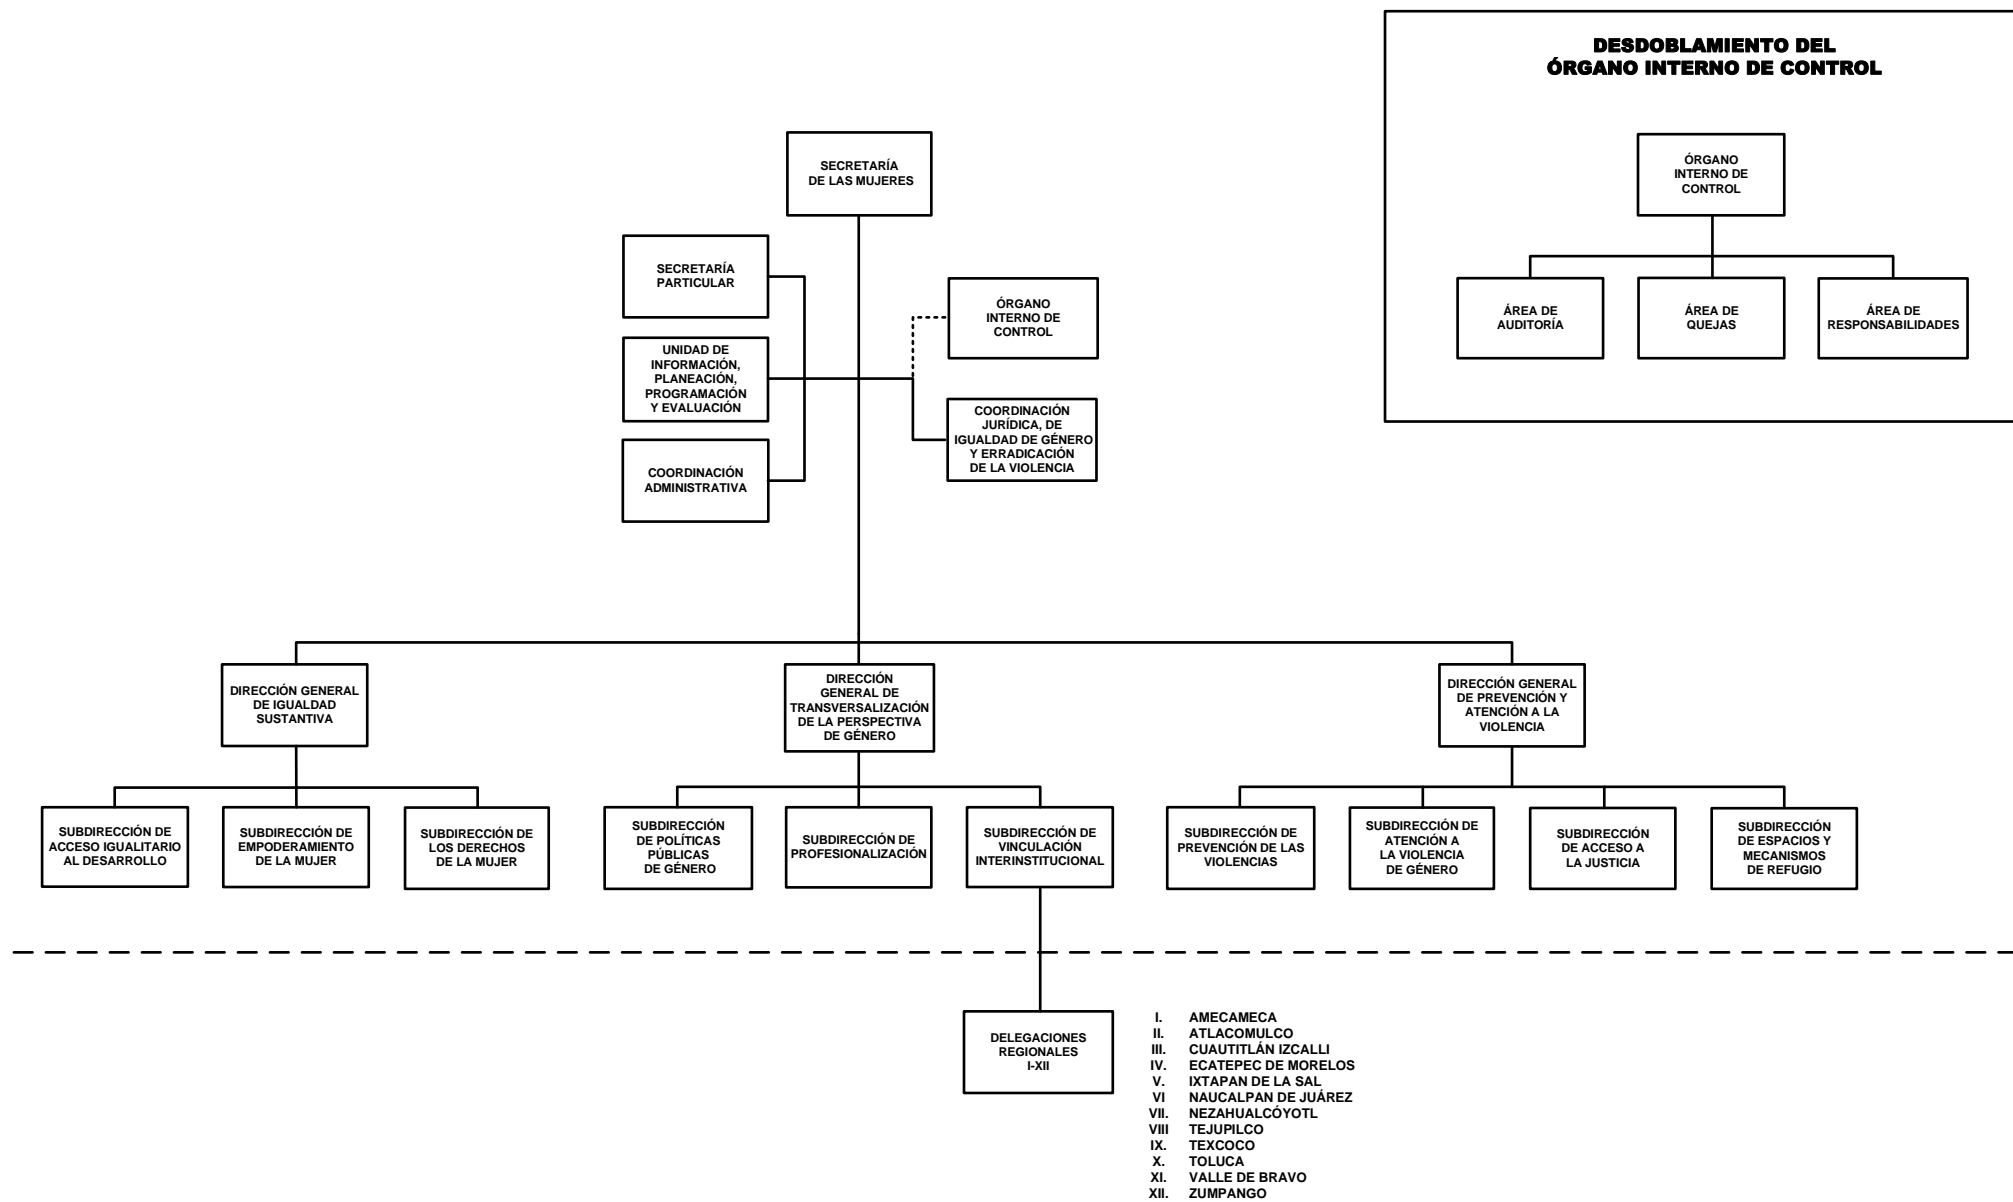 DESDOBLAMIENTO DEL
ÓRGANO INTERNO DE CONTROL
ÓRGANO
INTERNO DE
CONTROL
ÁREA DE
AUDITORÍA
ÁREA DE
QUEJAS
ÁREA DE
RESPONSABILIDADES
SECRETARÍA
DE LAS MUJERES
SECRETARÍA
PARTICULAR
ÓRGANO
INTERNO DE
CONTROL
UNIDAD DE
INFORMACIÓN,
PLANEACIÓN,
PROGRAMACIÓN
Y EVALUACIÓN
COORDINACIÓN
JURÍDICA, DE
IGUALDAD DE GÉNERO
Y ERRADICACIÓN
DE LA VIOLENCIA
COORDINACIÓN
ADMINISTRATIVA
DIRECCIÓN GENERAL
DE IGUALDAD
SUSTANTIVA
DIRECCIÓN
GENERAL DE
TRANSVERSALIZACIÓN
DE LA PERSPECTIVA
DE GÉNERO
DIRECCIÓN GENERAL
DE PREVENCIÓN Y
ATENCIÓN A LA
VIOLENCIA
SUBDIRECCIÓN DE
ACCESO IGUALITARIO
AL DESARROLLO
SUBDIRECCIÓN DE
EMPODERAMIENTO
DE LA MUJER
SUBDIRECCIÓN DE
LOS DERECHOS
DE LA MUJER
SUBDIRECCIÓN
DE POLÍTICAS
PÚBLICAS
DE GÉNERO
SUBDIRECCIÓN DE
PROFESIONALIZACIÓN
SUBDIRECCIÓN DE
VINCULACIÓN
INTERINSTITUCIONAL
SUBDIRECCIÓN DE
PREVENCIÓN DE LAS
VIOLENCIAS
SUBDIRECCIÓN DE
ATENCIÓN A
LA VIOLENCIA
DE GÉNERO
SUBDIRECCIÓN
DE ACCESO A
LA JUSTICIA
SUBDIRECCIÓN
DE ESPACIOS Y
MECANISMOS
DE REFUGIO
DELEGACIONES
REGIONALES
I-XII
I. AMECAMECA
II. ATLACOMULCO
III. CUAUTITLÁN IZCALLI
IV. ECATEPEC DE MORELOS
V. IXTAPAN DE LA SAL
VI NAUCALPAN DE JUÁREZ
VII. NEZAHUALCÓYOTL
VIII TEJUPILCO
IX. TEXCOCO
X. TOLUCA
XI. VALLE DE BRAVO
XII. ZUMPANGO